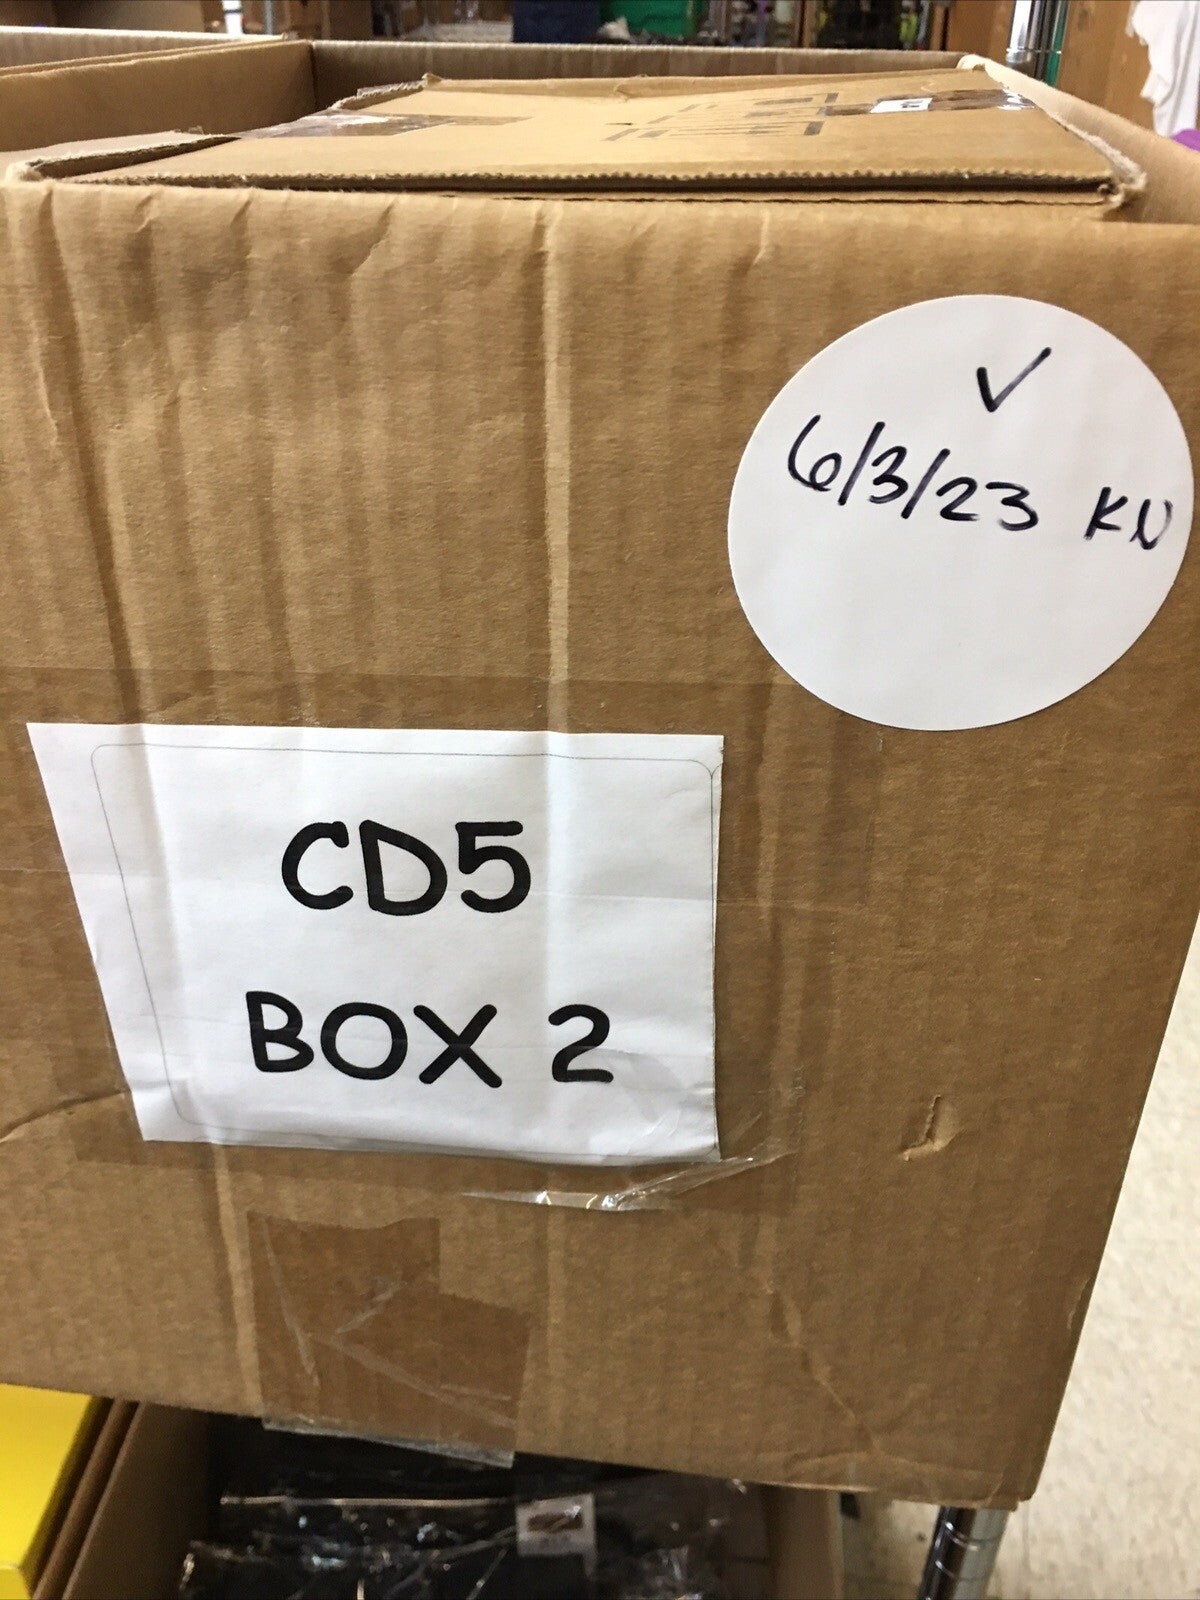 ✓
6/3/23 KN
CD5
BOX 2